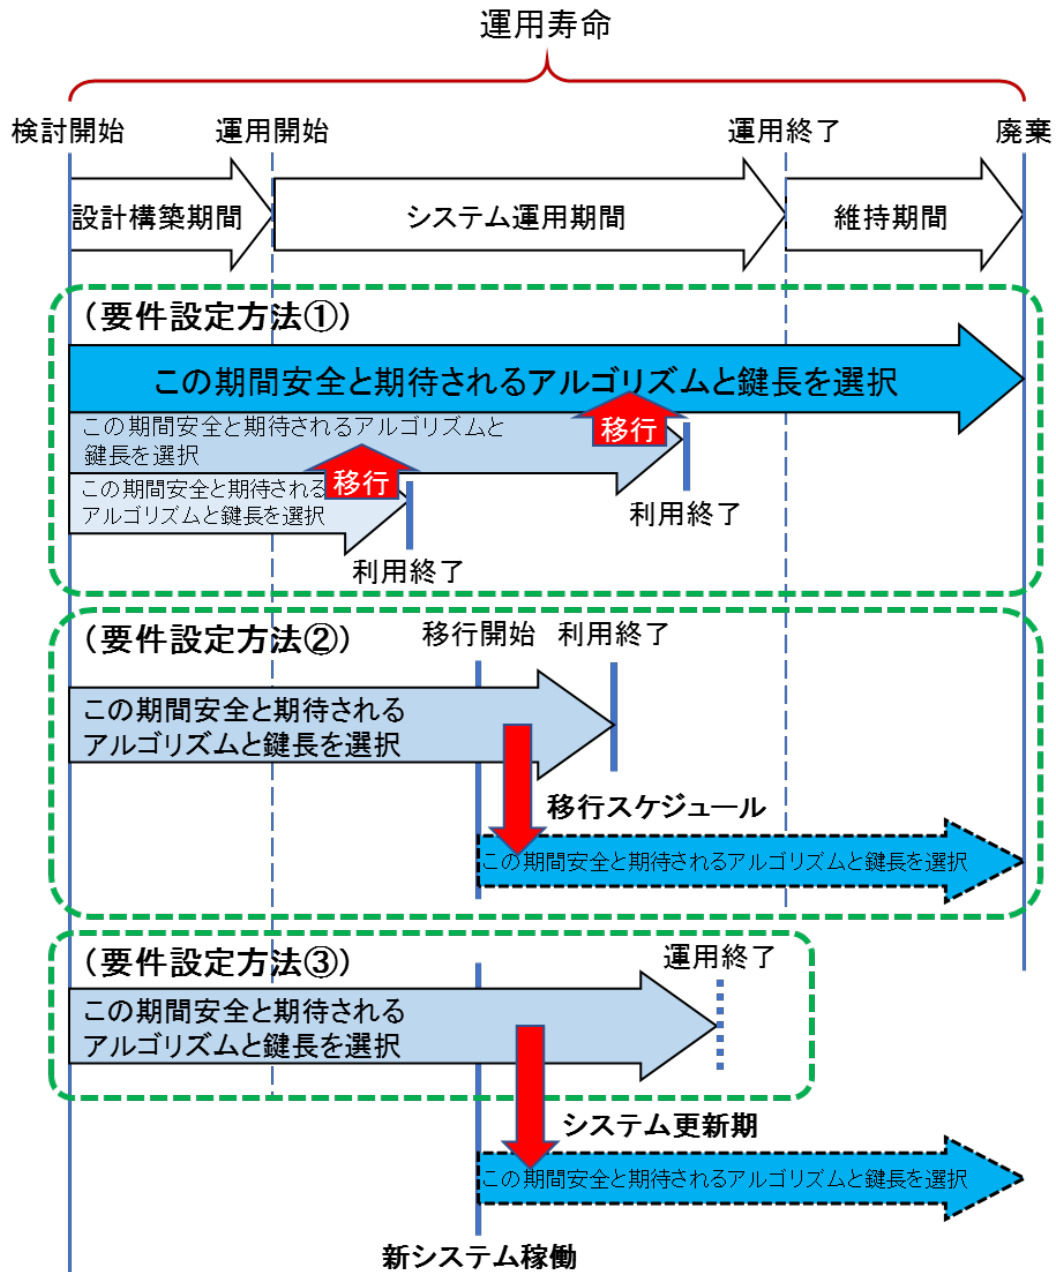 運用寿命
検討開始
運用開始
運用終了
廃棄
設計構築期間
システム運用期間
維持期間
（要件設定方法①）
この期間安全と期待されるアルゴリズムと鍵長を選択
この期間安全と期待されるアルゴリズムと
鍵長を選択
移行
移行
この期間安全と期待される
アルゴリズムと鍵長を選択
利用終了
利用終了
（要件設定方法②）
移行開始
利用終了
この期間安全と期待される
アルゴリズムと鍵長を選択
移行スケジュール
この期間安全と期待されるアルゴリズムと鍵長を選択
（要件設定方法③）
運用終了
この期間安全と期待される
アルゴリズムと鍵長を選択
システム更新期
この期間安全と期待されるアルゴリズムと鍵長を選択
新システム稼働